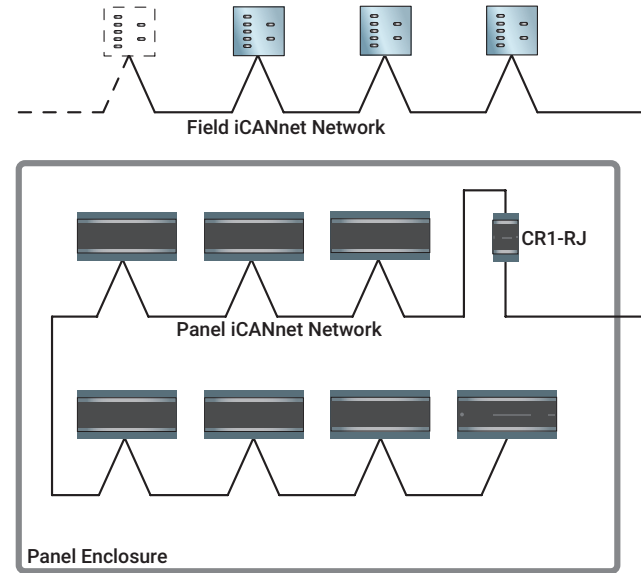 Field iCANnet Network
CR1-RJ
Panel iCANnet Network
Panel Enclosure